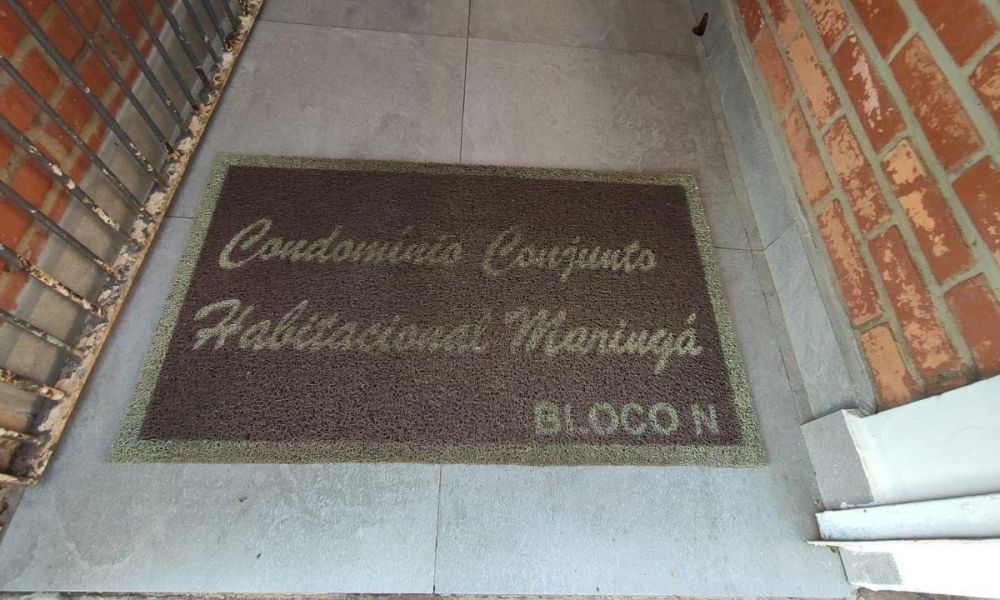 Condomínio Conjunto
Habitacional Maringá
BLOCO N